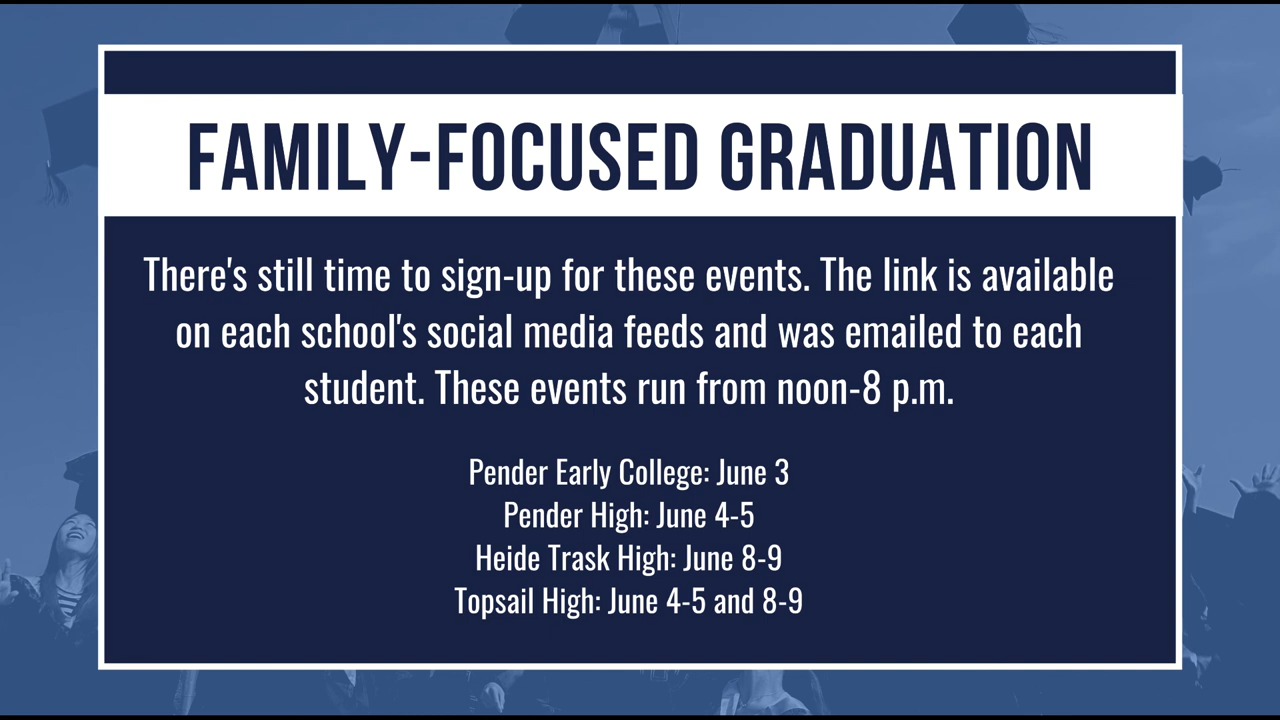 FAMILY-FOCUSED GRADUATION
There's still time to sign-up for these events. The link is available
on each school's social media feeds and was emailed to each
student. These events run from noon-8 p.m.
Pender Early College: June 3
Pender High: June 4-5
Heide Trask High: June 8-9
Topsail High: June 4-5 and 8-9